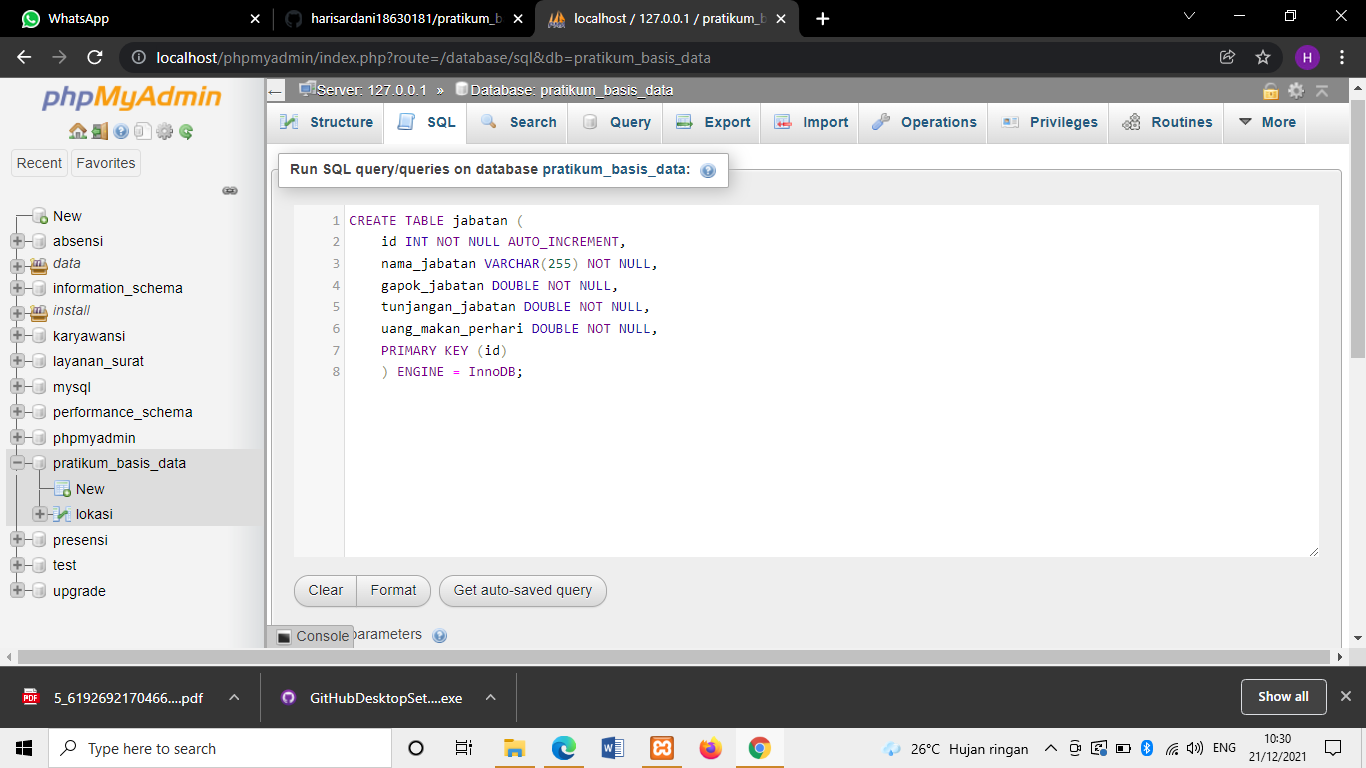 WhatsApp
harisardani18630181/pratikum_b
localhost / 127.0.0.1 / pratikum_b
localhost/phpmyadmin/index.php?route=/database/sql&db=pratikum_basis_data
H
phpMyAdmin
Recent
Favorites
New
absensi
data
information_schema
install
karyawansi
layanan_surat
mysql
performance_schema
phpmyadmin
pratikum_basis_data
New
lokasi
presensi
test
upgrade
Server: 127.0.0.1 » Database: pratikum_basis_data
Structure SQL Search Query Export Import Operations Privileges Routines More
Run SQL query/queries on database pratikum_basis_data:
1 CREATE TABLE jabatan (
2 id INT NOT NULL AUTO_INCREMENT,
3 nama_jabatan VARCHAR(255) NOT NULL,
4 gapok_jabatan DOUBLE NOT NULL,
5 tunjangan_jabatan DOUBLE NOT NULL,
6 uang_makan_perhari DOUBLE NOT NULL,
7 PRIMARY KEY (id)
8 ) ENGINE = InnoDB;
Clear Format Get auto-saved query
Console parameters
PDF 5_6192692170466....pdf
GitHubDesktopSet....exe
Show all
Type here to search
26°C Hujan ringan
ENG
10:30
21/12/2021